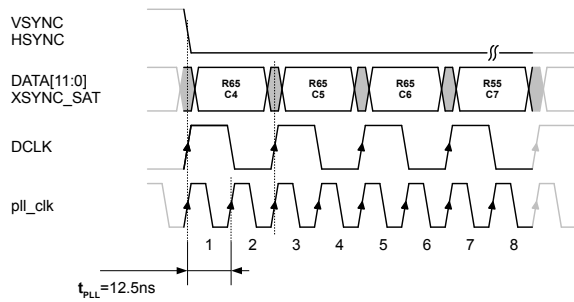 VSYNC
HSYNC
DATA[11:0]
XSYNC_SAT
R65
C4
R65
C5
R65
C6
R55
C7
DCLK
pll_clk
1 2 3 4 5 6 7 8
tPLL=12.5ns